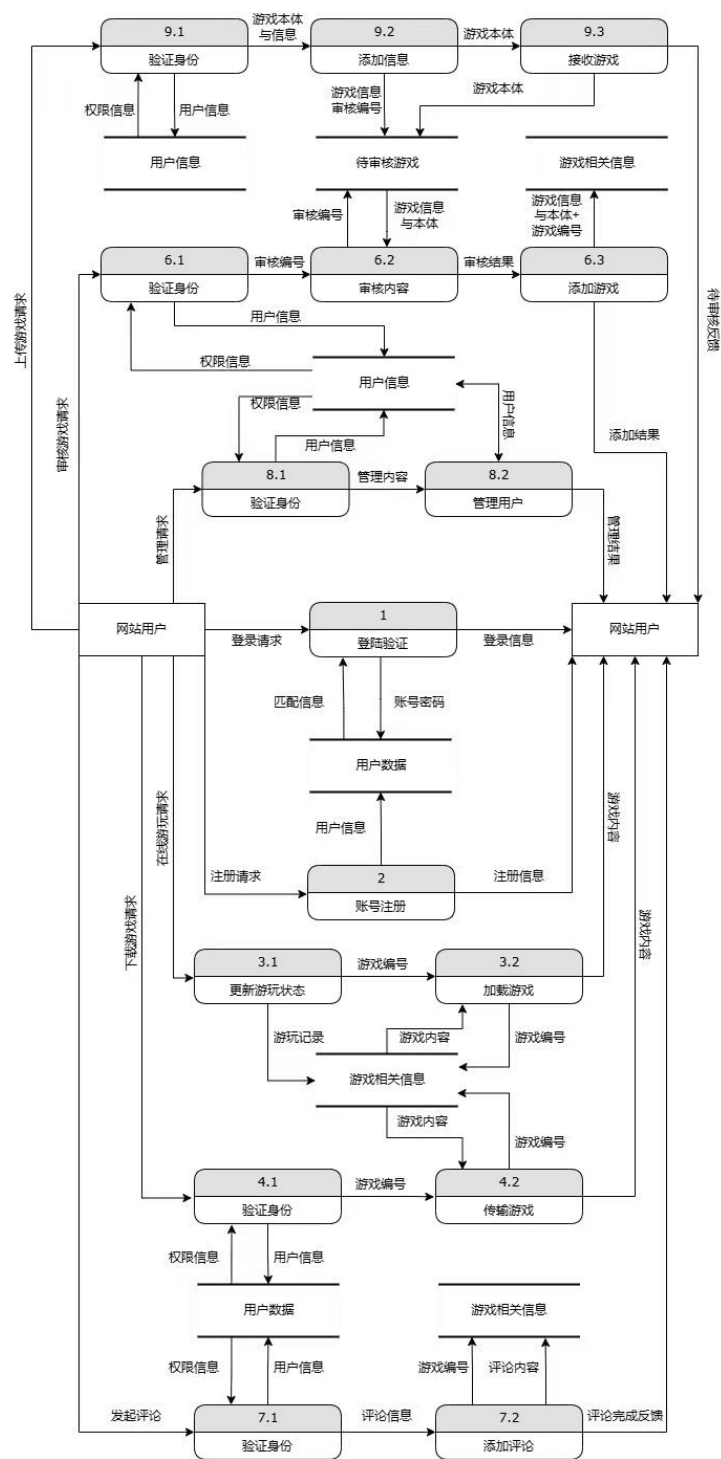 9.1
验证身份
游戏本体
与信息
9.2
添加信息
游戏本体
9.3
接收游戏
权限信息
用户信息
游戏信息
审核编号
游戏本体
用户信息
待审核游戏
游戏相关信息
审核编号
游戏信息
与本体
游戏信息
与本体+
游戏编号
6.1
验证身份
审核编号
6.2
审核内容
审核结果
6.3
添加游戏
上传游戏请求
待审核反馈
用户信息
权限信息
用户信息
审核游戏请求
权限信息
用户信息
用户信息
添加结果
8.1
验证身份
管理内容
8.2
管理用户
管理请求
管理结果
网站用户
登录请求
1
登陆验证
登录信息
网站用户
匹配信息
账号密码
用户数据
在线游玩请求
游戏内容
用户信息
注册请求
2
账号注册
注册信息
下载游戏请求
游戏内容
3.1
更新游玩状态
游戏编号
3.2
加载游戏
游玩记录
游戏内容
游戏编号
游戏相关信息
游戏内容
游戏编号
4.1
验证身份
游戏编号
4.2
传输游戏
权限信息
用户信息
用户数据
游戏相关信息
权限信息
用户信息
游戏编号
评论内容
发起评论
7.1
验证身份
评论信息
7.2
添加评论
评论完成反馈